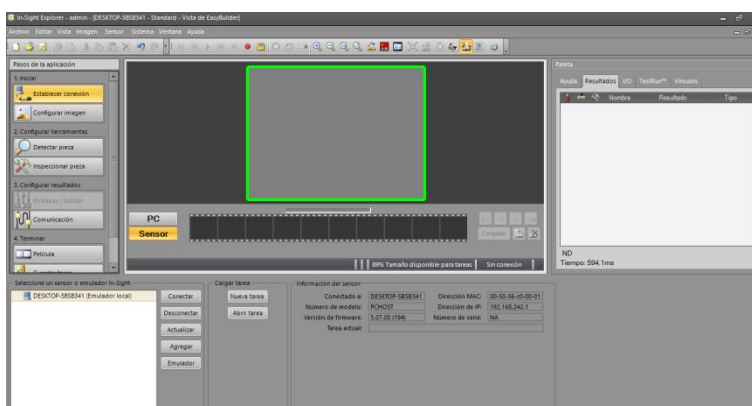 In-Sight Explorer - admin - [DESKTOP-5BS8341 - Standard - Vista de EasyBuilder]
Archivo Editar Vista Imagen Sensor Sistema Ventana Ayuda
Pasos de la aplicación
1. Iniciar
Establecer conexión
Configurar imagen
2. Configurar herramientas
Detectar pieza
Inspeccionar pieza
3. Configurar resultados
Entradas / Salidas
Comunicación
4. Terminar
Película
PC
Sensor
Congelar
89% Tamaño disponible para tareas
Sin conexión
Paleta
Ayuda Resultados I/O TestRun™ Vínculos
Nombre Resultado Tipo
ND
Tiempo: 594,1ms
Seleccione un sensor o emulador In-Sight
DESKTOP-5BS8341 (Emulador local)
Conectar
Desconectar
Actualizar
Agregar
Emulador
Cargar tarea
Nueva tarea
Abrir tarea
Información del sensor
Conectado a: DESKTOP-5BS8341 Dirección MAC: 00-50-56-c0-00-01
Número de modelo: PCHOST Dirección de IP: 192.168.242.1
Versión de firmware: 5.07.00 (194) Número de serie: NA
Tarea actual: